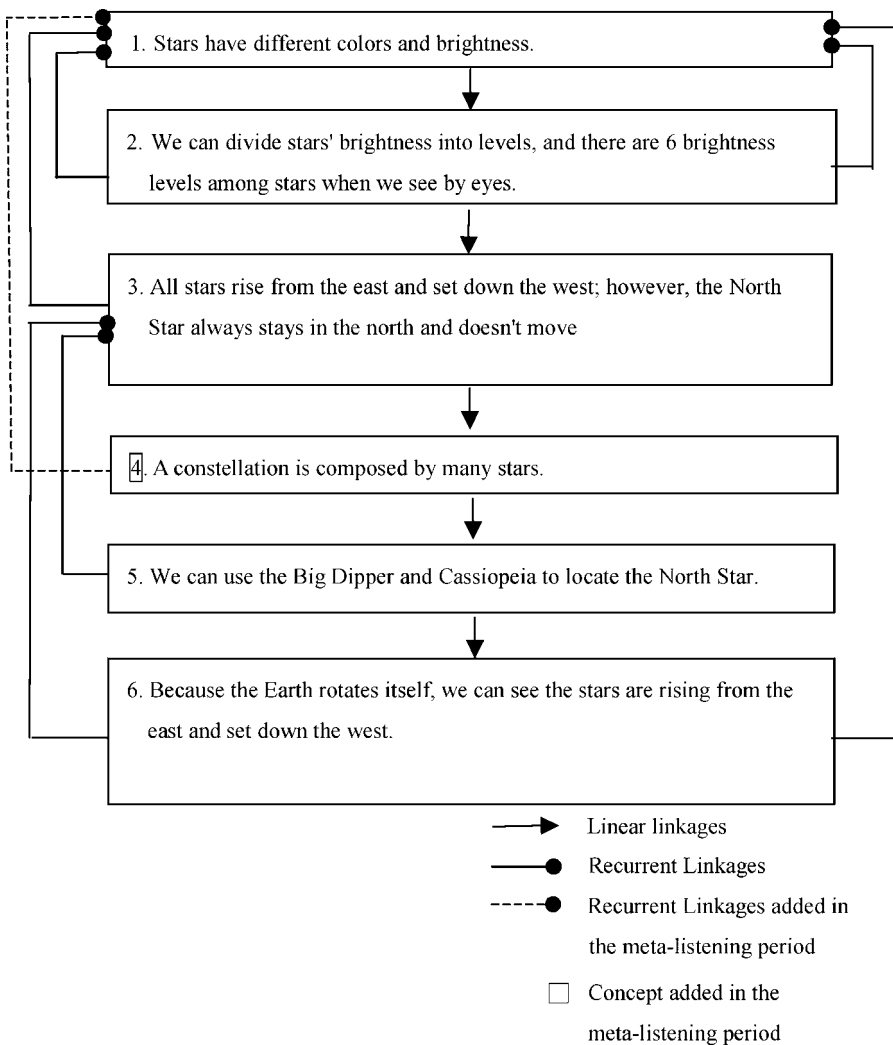 1. Stars have different colors and brightness.
2. We can divide stars' brightness into levels, and there are 6 brightness
levels among stars when we see by eyes.
3. All stars rise from the east and set down the west; however, the North
Star always stays in the north and doesn't move
4. A constellation is composed by many stars.
5. We can use the Big Dipper and Cassiopeia to locate the North Star.
6. Because the Earth rotates itself, we can see the stars are rising from the
east and set down the west.
Linear linkages
Recurrent Linkages
Recurrent Linkages added in
the meta-listening period
Concept added in the
meta-listening period